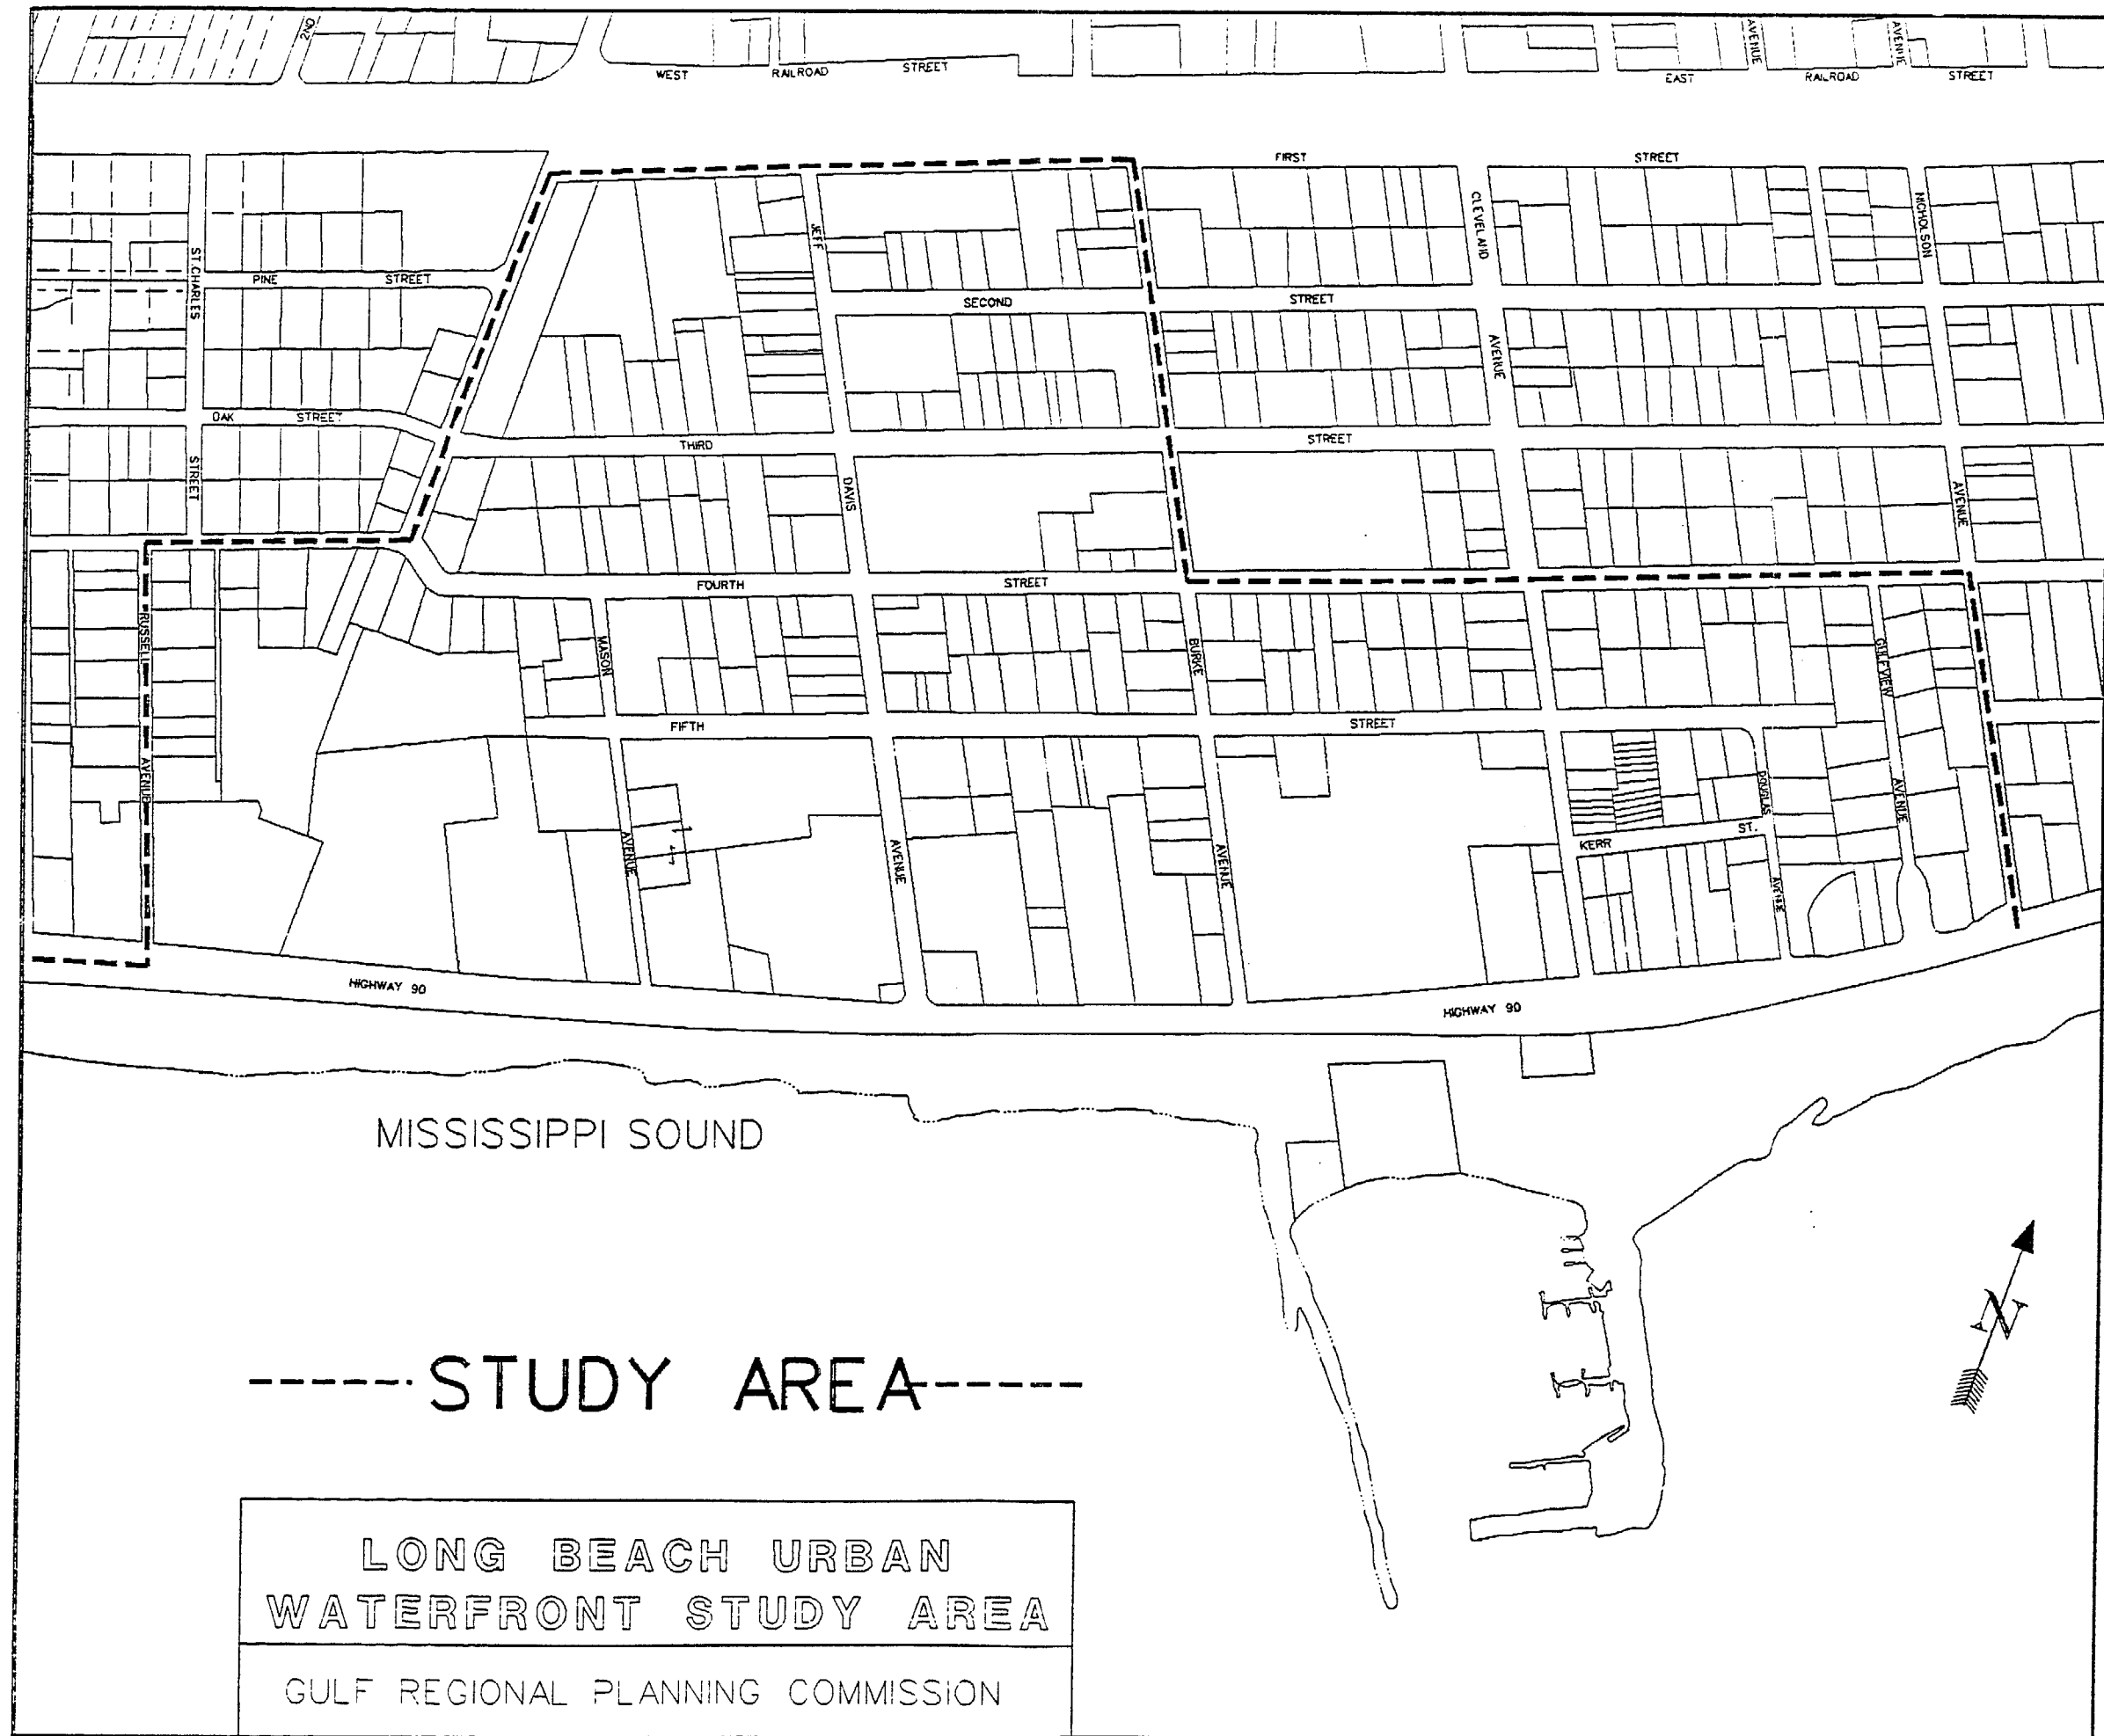 2ND
WEST RAILROAD STREET
EAST RAILROAD STREET
AVENUE
AVENUE
FIRST STREET
ST. CHARLES STREET
PINE STREET
JEFF DAVIS AVENUE
CLEVELAND AVENUE
NICHOLSON AVENUE
SECOND STREET
OAK STREET
THIRD STREET
FOURTH STREET
RUSSELL AVENUE
MASON AVENUE
BURKE AVENUE
GULFVIEW AVENUE
FIFTH STREET
DOUGLAS AVENUE
KERR ST.
HIGHWAY 90
HIGHWAY 90
MISSISSIPPI SOUND
N
STUDY AREA
LONG BEACH URBAN
WATERFRONT STUDY AREA
GULF REGIONAL PLANNING COMMISSION